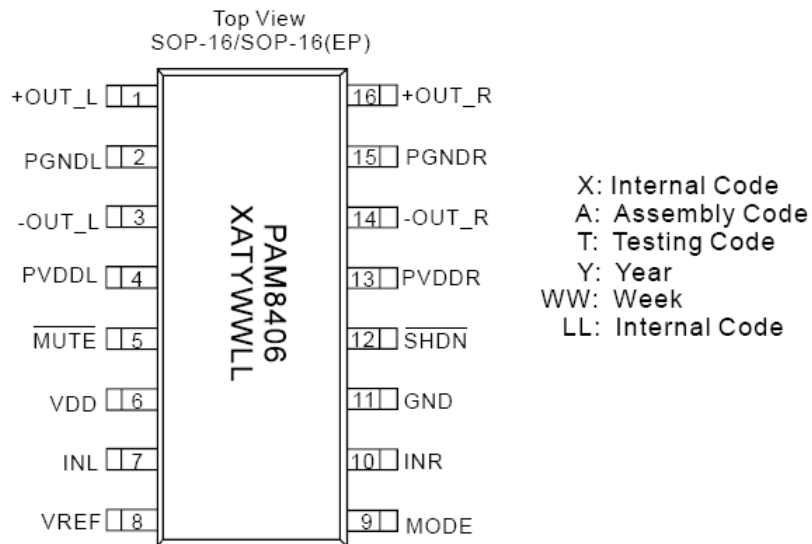 Top View
SOP-16/SOP-16(EP)
+OUT_L 1
PGNDL 2
-OUT_L 3
PVDDL 4
MUTE 5
VDD 6
INL 7
VREF 8
PAM8406
XATYWWLL
16 +OUT_R
15 PGNDR
14 -OUT_R
13 PVDDR
12 SHDN
11 GND
10 INR
9 MODE
X: Internal Code
A: Assembly Code
T: Testing Code
Y: Year
WW: Week
LL: Internal Code